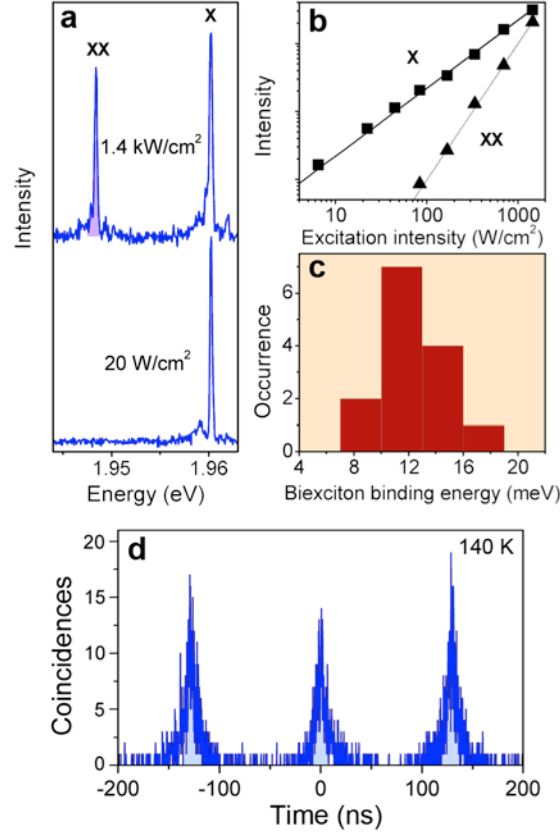 a
XX
X
1.4 kW/cm²
20 W/cm²
Intensity
1.95
1.96
Energy (eV)
b
X
XX
Intensity
10
100
1000
Excitation intensity (W/cm²)
c
Occurrence
6
4
2
0
4
8
12
16
20
Biexciton binding energy (meV)
d
140 K
Coincidences
20
15
10
5
0
-200
-100
0
100
200
Time (ns)